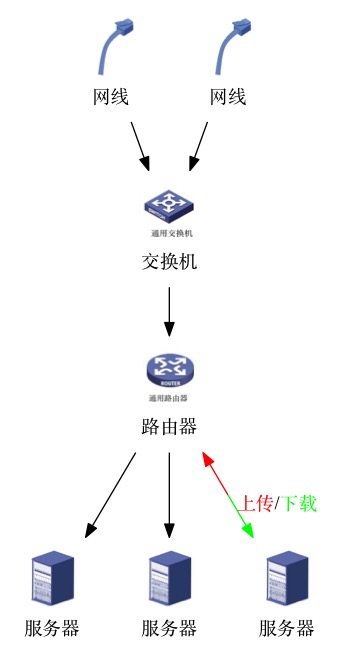 网线 网线
SWITCH
通用交换机
交换机
ROUTER
通用路由器
路由器
上传/下载
服务器 服务器 服务器